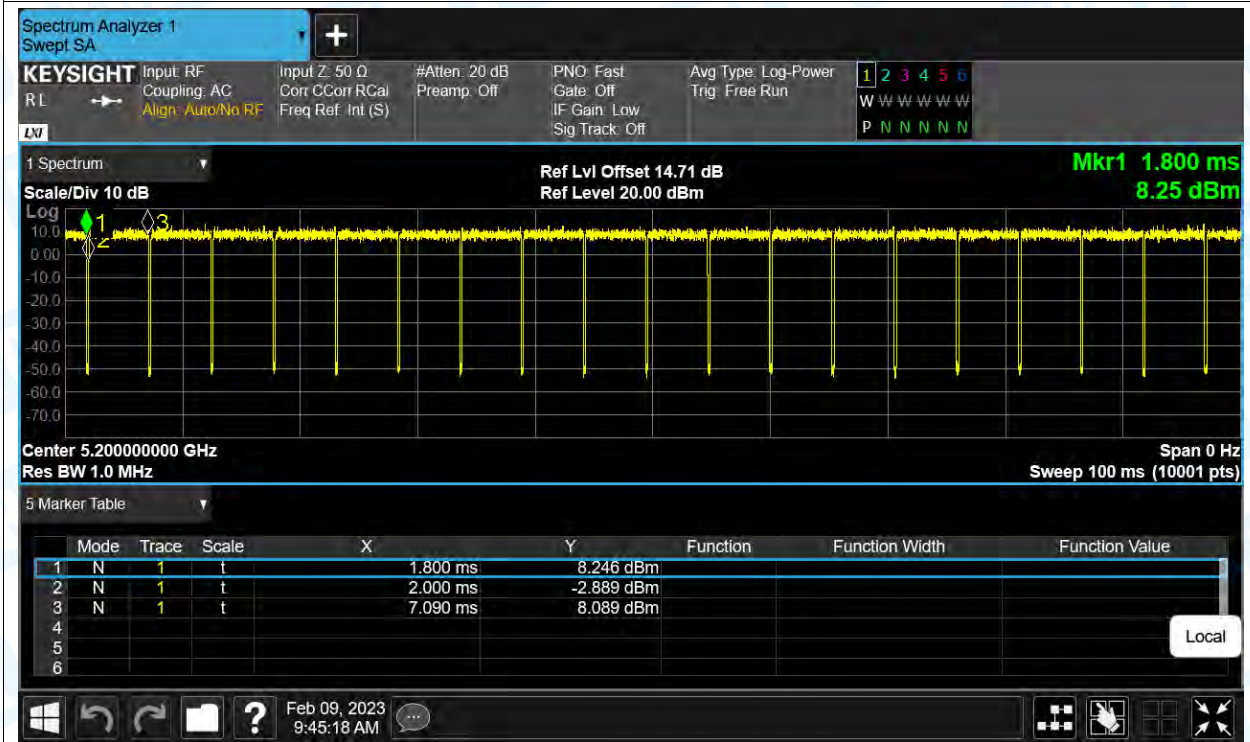 Spectrum Analyzer 1
Swept SA
+
KEYSIGHT Input: RF Input Z: 50 Ω #Atten: 20 dB PNO: Fast Avg Type: Log-Power 1 2 3 4 5 6
R L Coupling: AC Corr CCorr RCal Preamp: Off Gate: Off Trig: Free Run W W W W W W
Align: Auto/No RF Freq Ref: Int (S) IF Gain: Low
LXI Sig Track: Off P N N N N N
1 Spectrum Ref Lvl Offset 14.71 dB Mkr1 1.800 ms
Scale/Div 10 dB Ref Level 20.00 dBm 8.25 dBm
Log
1 2 3
10.0
0.00
-10.0
-20.0
-30.0
-40.0
-50.0
-60.0
-70.0
Center 5.200000000 GHz Span 0 Hz
Res BW 1.0 MHz Sweep 100 ms (10001 pts)
5 Marker Table
Mode Trace Scale X Y Function Function Width Function Value
1 N 1 t 1.800 ms 8.246 dBm
2 N 1 t 2.000 ms -2.889 dBm
3 N 1 t 7.090 ms 8.089 dBm
4
5
6
Local
? Feb 09, 2023
9:45:18 AM